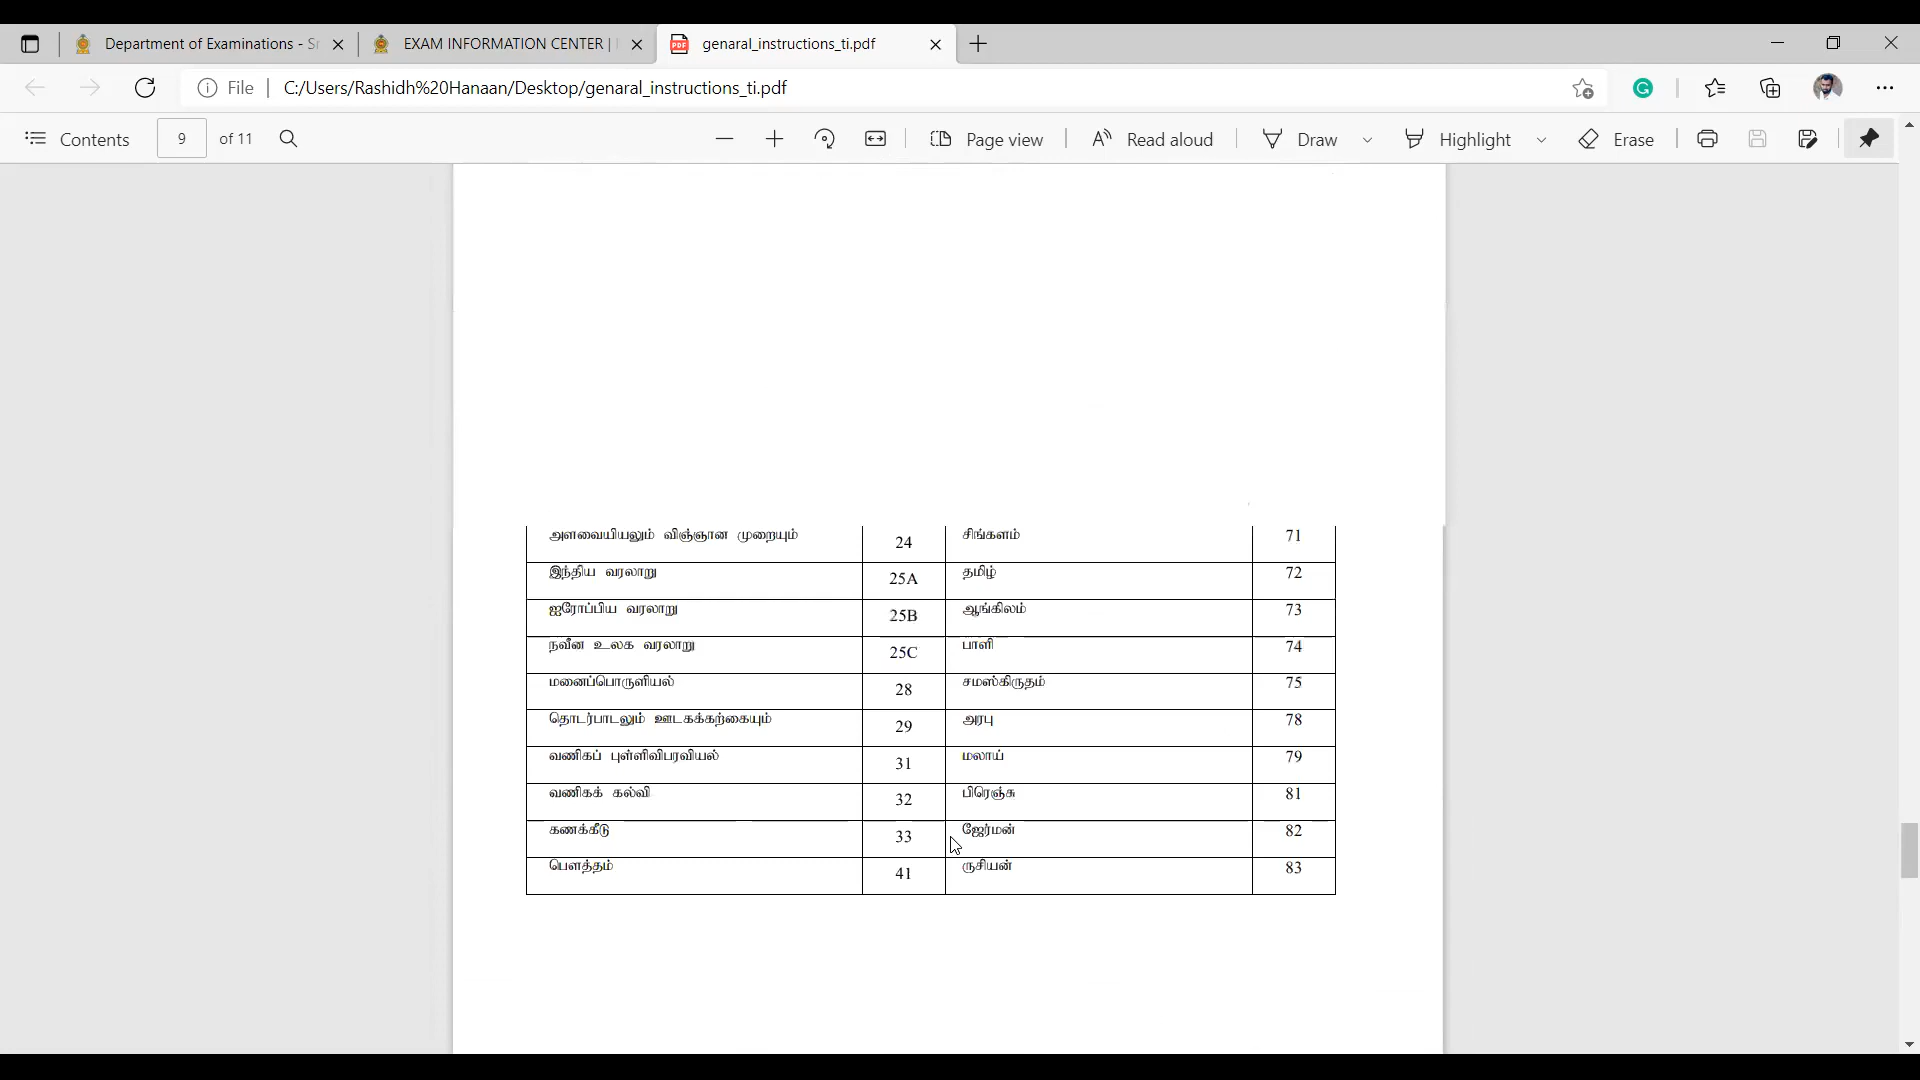 Department of Examinations - Sr
EXAM INFORMATION CENTER |
genaral_instructions_ti.pdf
File
C:/Users/Rashidh%20Hanaan/Desktop/genaral_instructions_ti.pdf
Contents 9 of 11 Page view Read aloud Draw Highlight Erase
அளவையியலும் விஞ்ஞான முறையும் 24 சிங்களம் 71
இந்திய வரலாறு 25A தமிழ் 72
ஐரோப்பிய வரலாறு 25B ஆங்கிலம் 73
நவீன உலக வரலாறு 25C பாளி 74
மனைப்பொருளியல் 28 சமஸ்கிருதம் 75
தொடர்பாடலும் ஊடகக்கற்கையும் 29 அரபு 78
வணிகப் புள்ளிவிபரவியல் 31 மலாய் 79
வணிகக் கல்வி 32 பிரெஞ்சு 81
கணக்கீடு 33 ஜேர்மன் 82
பௌத்தம் 41 ருசியன் 83